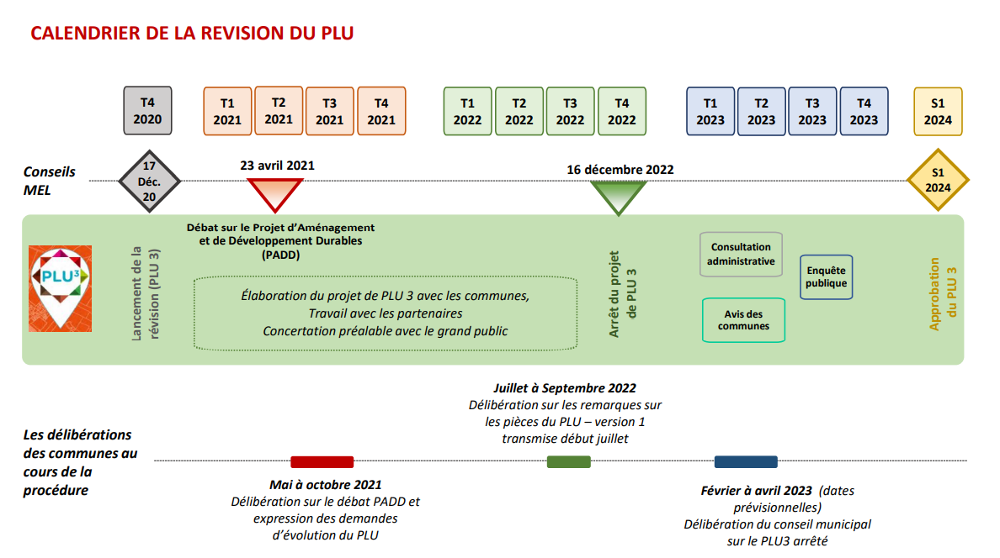 CALENDRIER DE LA REVISION DU PLU
T4
2020
T1
2021
T2
2021
T3
2021
T4
2021
T1
2022
T2
2022
T3
2022
T4
2022
T1
2023
T2
2023
T3
2023
T4
2023
S1
2024
Conseils
MEL
17
Déc.
20
23 avril 2021
16 décembre 2022
S1
2024
PLU³
Lancement de la
révision (PLU 3)
Débat sur le Projet d’Aménagement
et de Développement Durables
(PADD)
Élaboration du projet de PLU 3 avec les communes,
Travail avec les partenaires
Concertation préalable avec le grand public
Arrêt du projet
de PLU 3
Consultation
administrative
Avis des
communes
Enquête
publique
Approbation
du PLU 3
Les délibérations
des communes au
cours de la
procédure
Mai à octobre 2021
Délibération sur le débat PADD et
expression des demandes
d’évolution du PLU
Juillet à Septembre 2022
Délibération sur les remarques sur
les pièces du PLU – version 1
transmise début juillet
Février à avril 2023 (dates
prévisionnelles)
Délibération du conseil municipal
sur le PLU3 arrêté